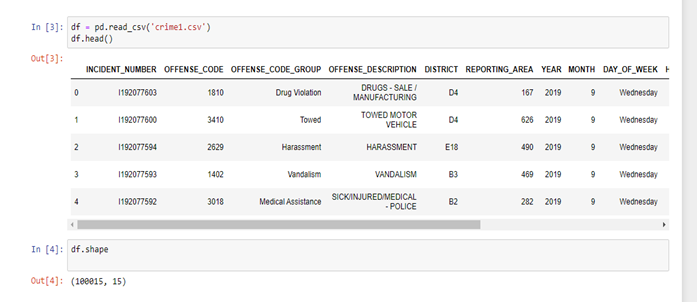 In [3]: df = pd.read_csv('crime1.csv')
df.head()
Out[3]:
INCIDENT_NUMBER OFFENSE_CODE OFFENSE_CODE_GROUP OFFENSE_DESCRIPTION DISTRICT REPORTING_AREA YEAR MONTH DAY_OF_WEEK H
0 I192077603 1810 Drug Violation DRUGS - SALE / MANUFACTURING D4 167 2019 9 Wednesday
1 I192077600 3410 Towed TOWED MOTOR VEHICLE D4 626 2019 9 Wednesday
2 I192077594 2629 Harassment HARASSMENT E18 490 2019 9 Wednesday
3 I192077593 1402 Vandalism VANDALISM B3 469 2019 9 Wednesday
4 I192077592 3018 Medical Assistance SICK/INJURED/MEDICAL - POLICE B2 282 2019 9 Wednesday
In [4]: df.shape
Out[4]: (100015, 15)